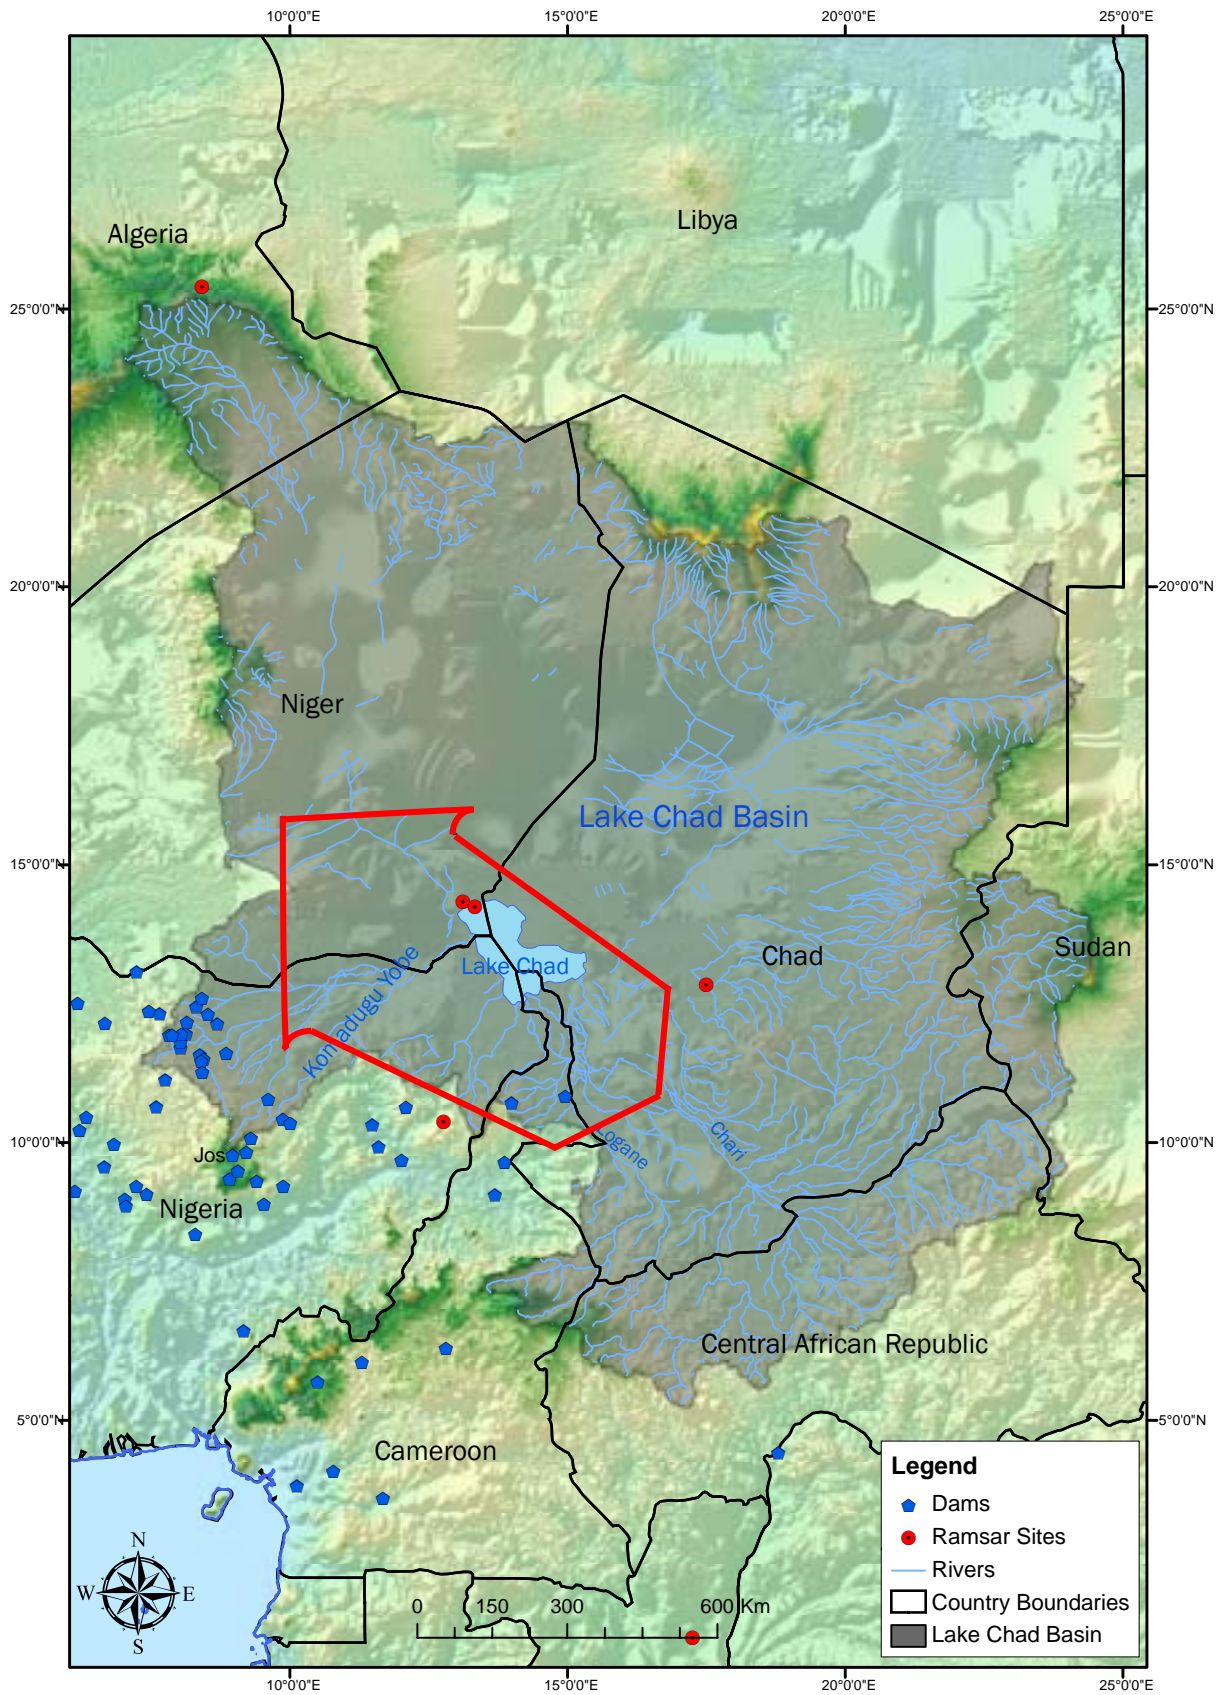 10°0'0"E 15°0'0"E 20°0'0"E 25°0'0"E
Algeria
Libya
25°0'0"N 25°0'0"N
20°0'0"N 20°0'0"N
Niger
Lake Chad Basin
15°0'0"N 15°0'0"N
Chad
Sudan
Lake Chad
Komadugu Yobe
10°0'0"N 10°0'0"N
Logane
Chari
Jos
Nigeria
Central African Republic
5°0'0"N 5°0'0"N
Cameroon
Legend
Dams
Ramsar Sites
Rivers
Country Boundaries
Lake Chad Basin
N
W E
S
0 150 300 600 Km
10°0'0"E 15°0'0"E 20°0'0"E 25°0'0"E